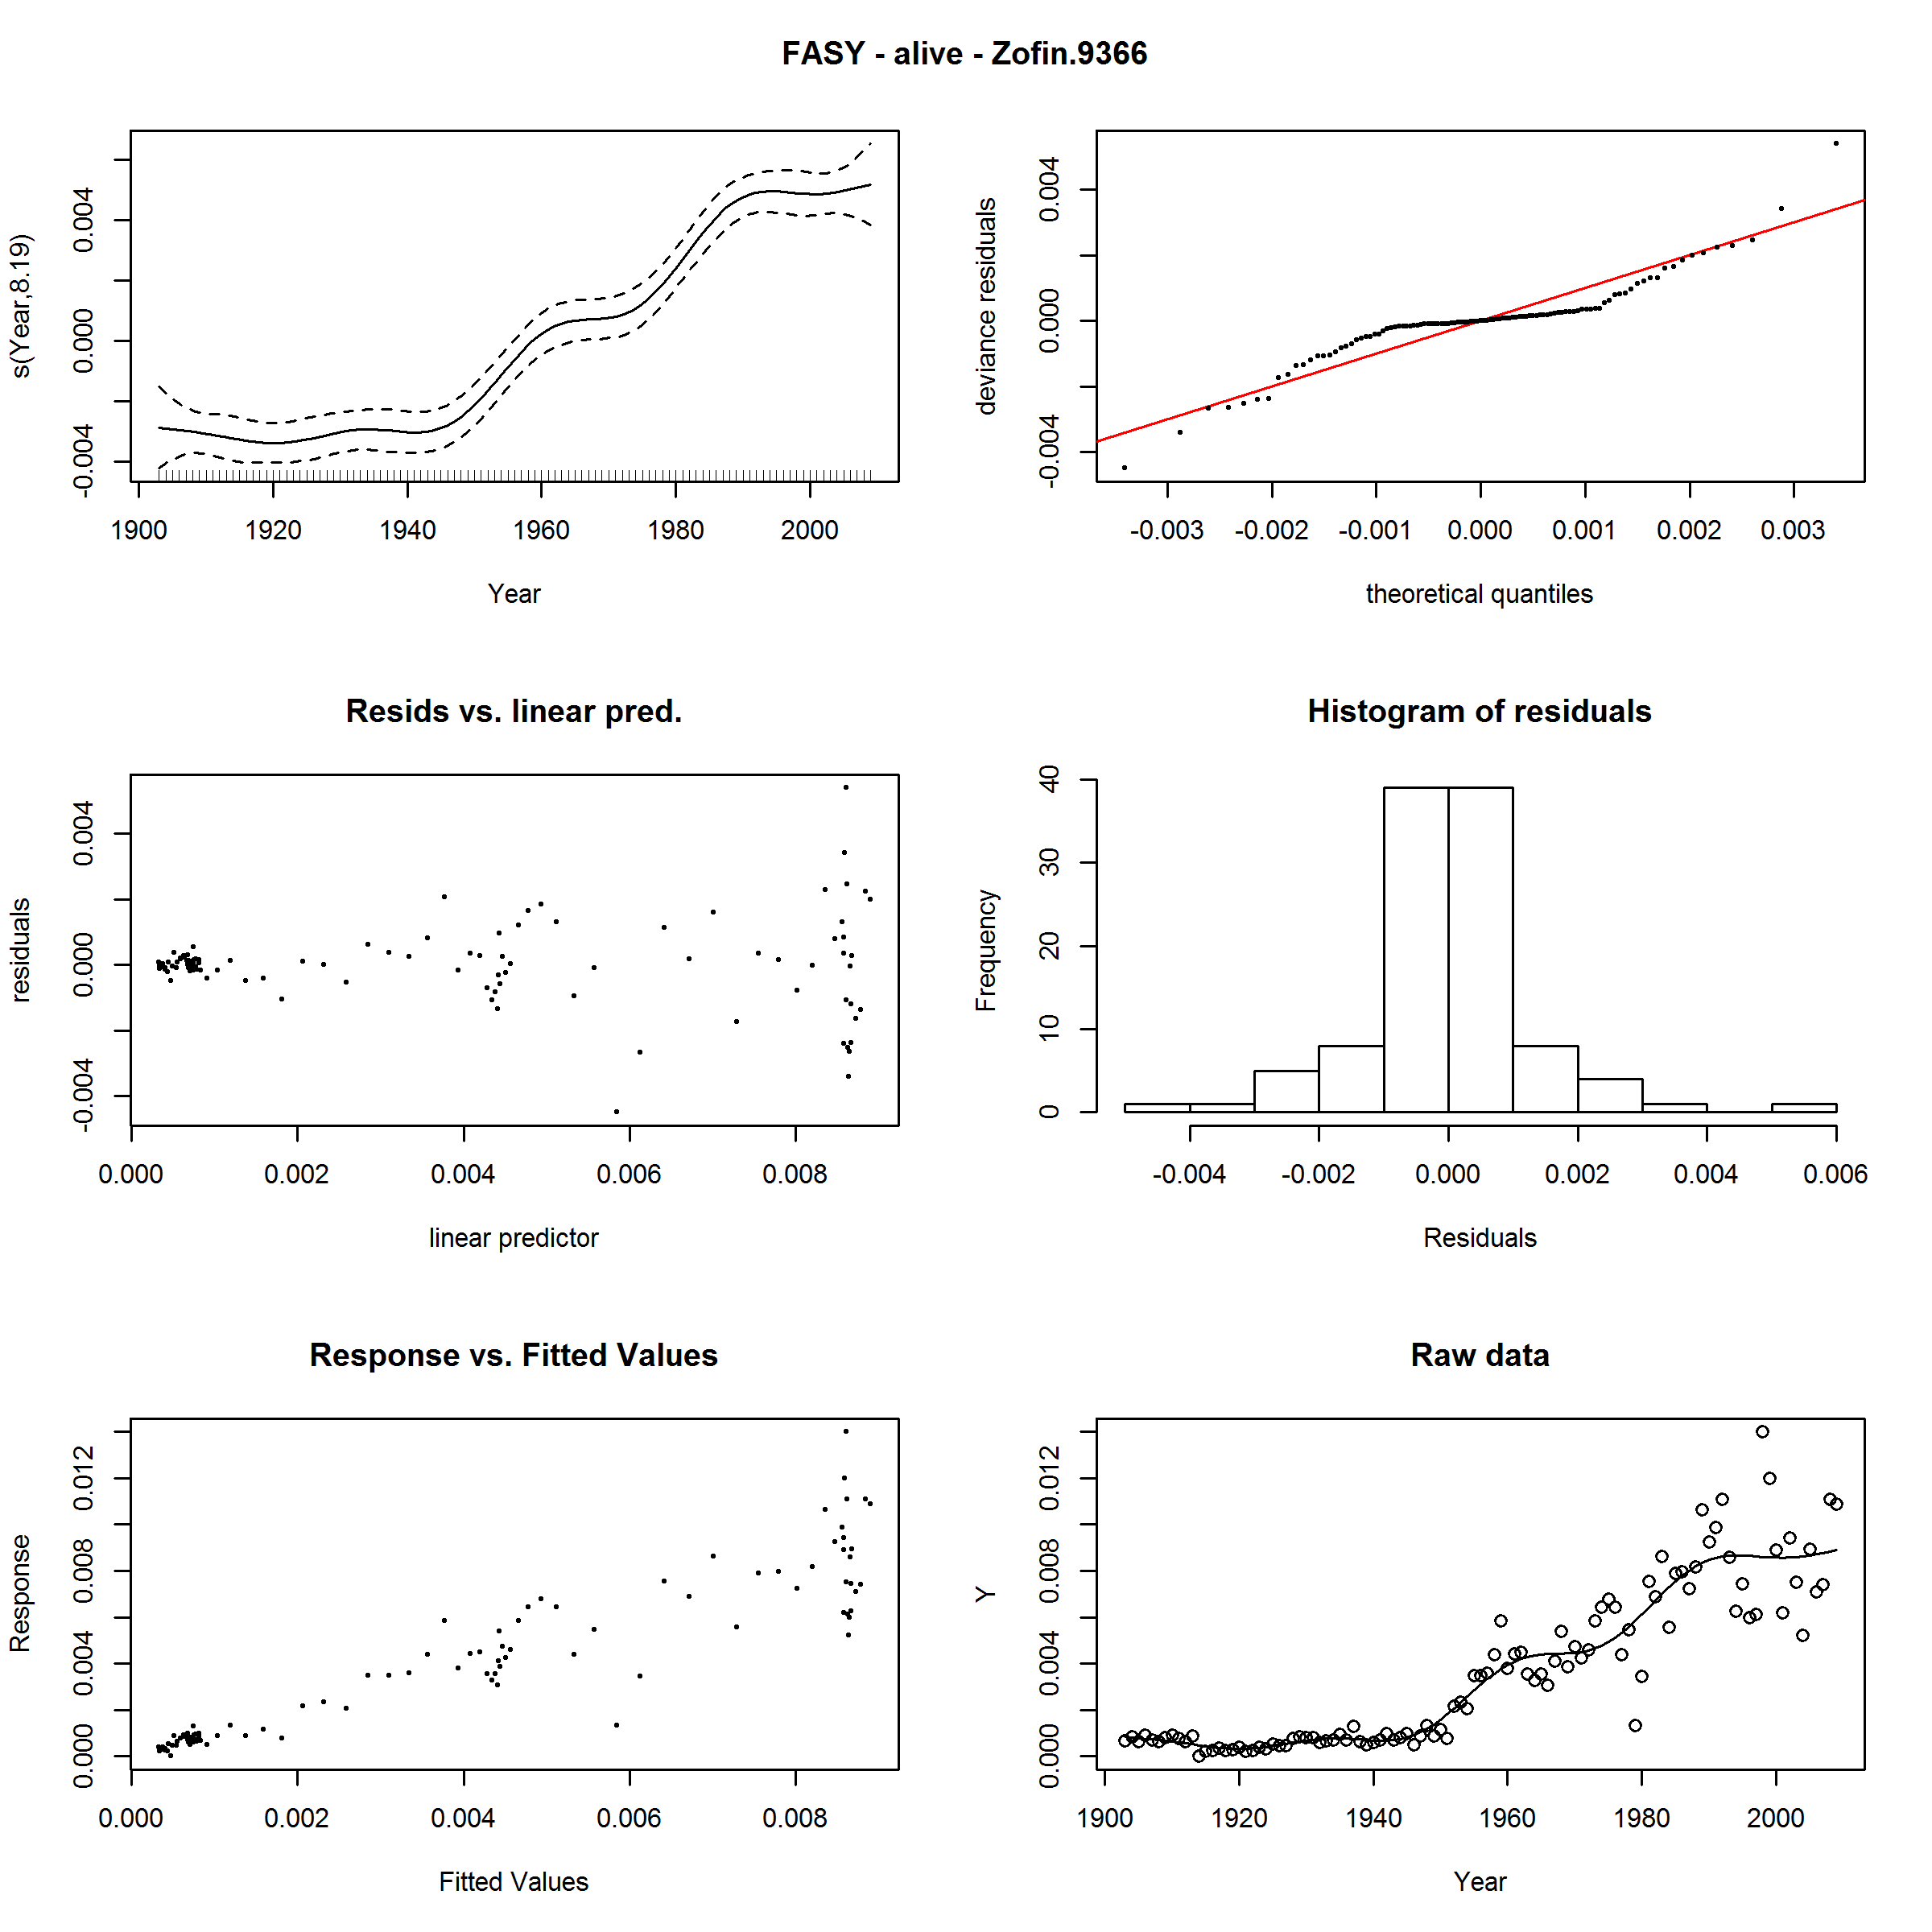 FASY - alive - Zofin.9366
s(Year,8.19)
-0.004 0.000 0.004
1900 1920 1940 1960 1980 2000
Year
deviance residuals
-0.004 0.000 0.004
-0.003 -0.002 -0.001 0.000 0.001 0.002 0.003
theoretical quantiles
Resids vs. linear pred.
residuals
-0.004 0.000 0.004
0.000 0.002 0.004 0.006 0.008
linear predictor
Histogram of residuals
Frequency
0 10 20 30 40
-0.004 -0.002 0.000 0.002 0.004 0.006
Residuals
Response vs. Fitted Values
Response
0.000 0.004 0.008 0.012
0.000 0.002 0.004 0.006 0.008
Fitted Values
Raw data
Y
0.000 0.004 0.008 0.012
1900 1920 1940 1960 1980 2000
Year